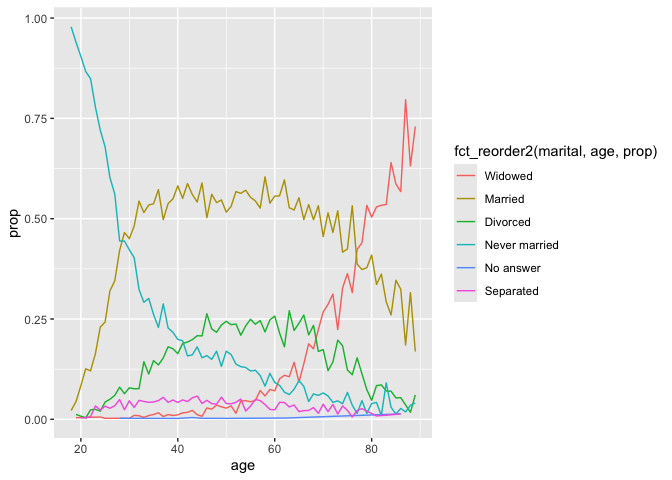 1.00
0.75
0.50
0.25
0.00
prop
20
40
60
80
age
fct_reorder2(marital, age, prop)
Widowed
Married
Divorced
Never married
No answer
Separated